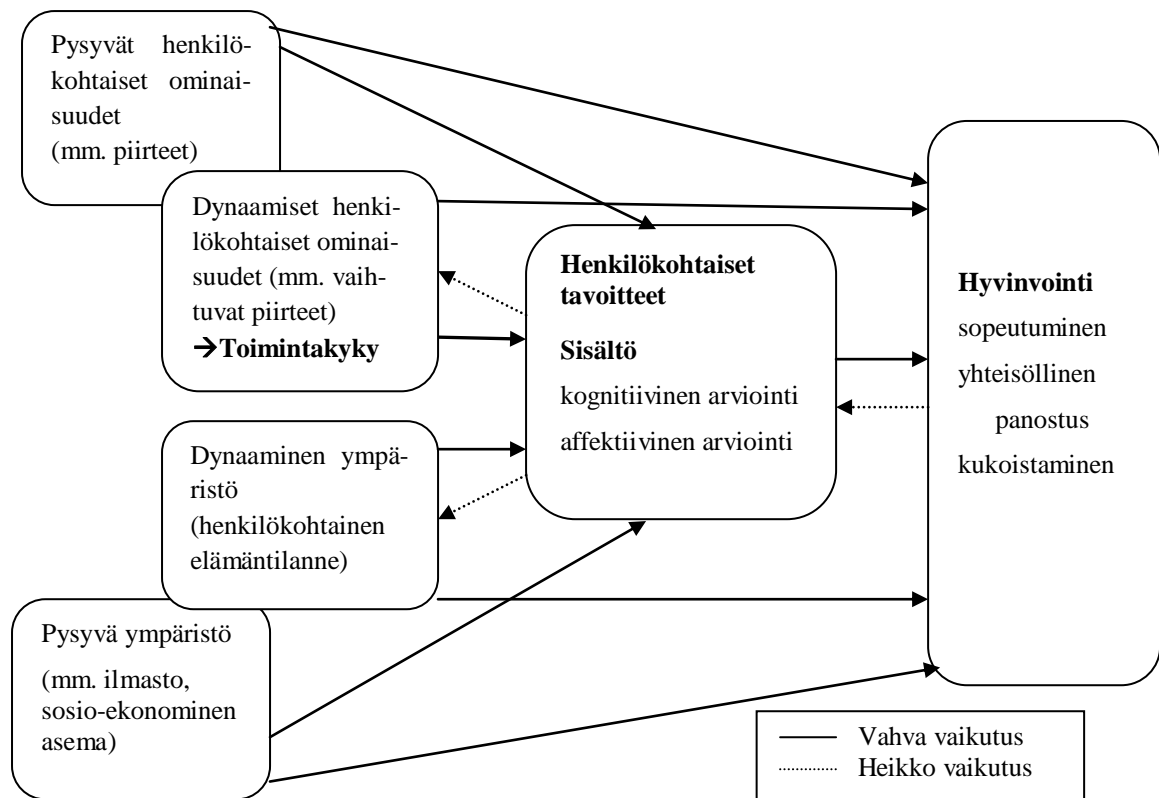 Pysyvät henkilö-
kohtaiset ominai-
suudet
(mm. piirteet)
Dynaamiset henki-
lökohtaiset ominai-
suudet (mm. vaih-
tuvat piirteet)
→Toimintakyky
Dynaaminen ympä-
ristö
(henkilökohtainen
elämäntilanne)
Pysyvä ympäristö
(mm. ilmasto,
sosio-ekonominen
asema)
Henkilökohtaiset
tavoitteet
Sisältö
kognitiivinen arviointi
affektiivinen arviointi
Hyvinvointi
sopeutuminen
yhteisöllinen
panostus
kukoistaminen
Vahva vaikutus
Heikko vaikutus